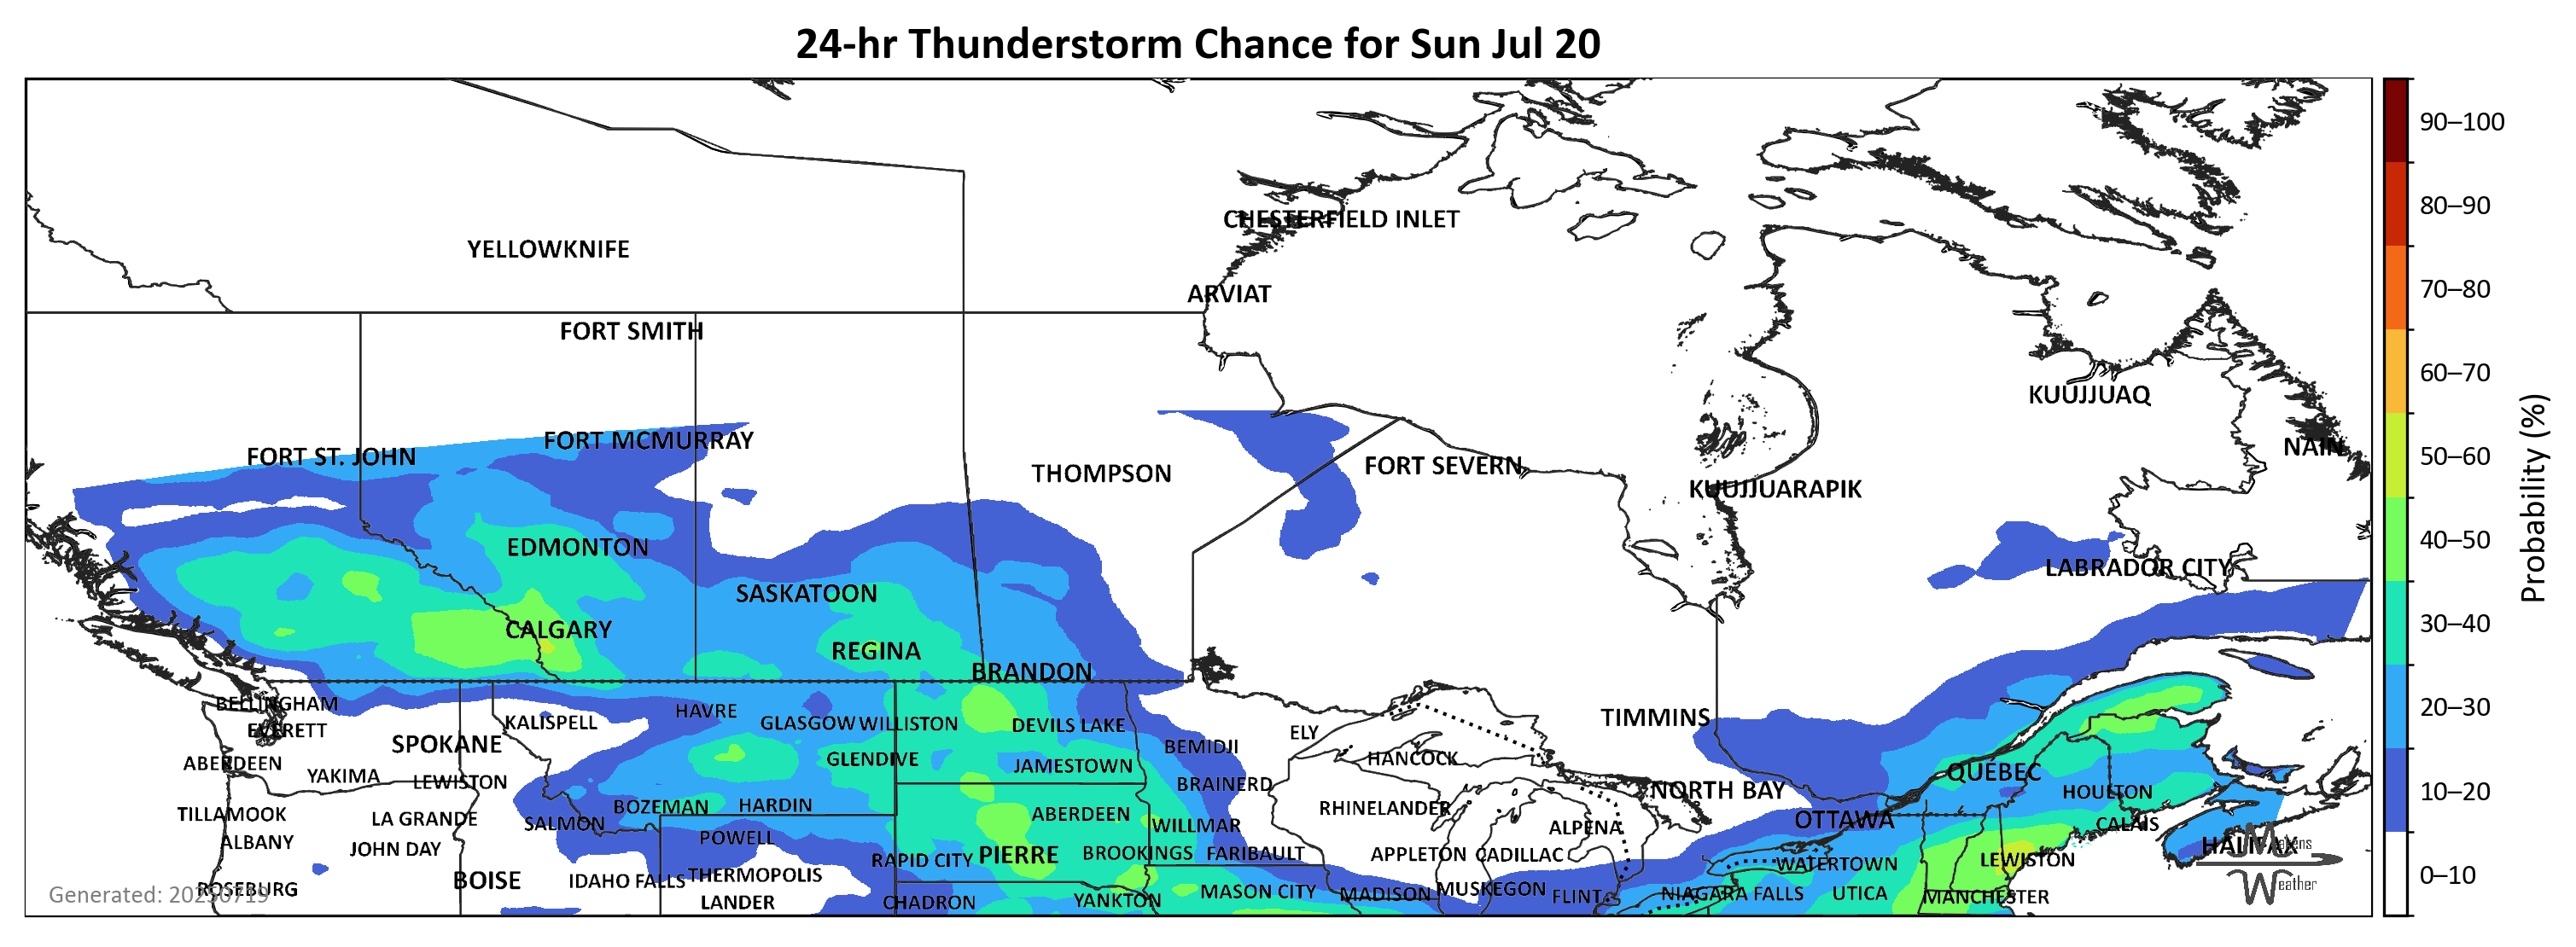 24-hr Thunderstorm Chance for Sun Jul 20
90–100
80–90
70–80
60–70
50–60
40–50
30–40
20–30
10–20
0–10
Probability (%)
CHESTERFIELD INLET
YELLOWKNIFE
ARVIAT
FORT SMITH
KUUJJUAQ
FORT MCMURRAY
NAIN
FORT ST. JOHN
FORT SEVERN
THOMPSON
KUUJJUARAPIK
EDMONTON
LABRADOR CITY
SASKATOON
CALGARY
REGINA
BRANDON
BELLINGHAM
HAVRE
TIMMINS
KALISPELL
GLASGOW
WILLISTON
DEVILS LAKE
EVERETT
ELY
SPOKANE
BEMIDJI
HANCOCK
GLENDIVE
ABERDEEN
JAMESTOWN
QUÉBEC
YAKIMA
LEWISTON
BRAINERD
NORTH BAY
HOULTON
BOZEMAN
HARDIN
RHINELANDER
TILLAMOOK
ABERDEEN
LA GRANDE
OTTAWA
SALMON
WILLMAR
ALPENA
CALAIS
ALBANY
POWELL
HALIFAX
JOHN DAY
RAPID CITY
PIERRE
BROOKINGS
FARIBAULT
APPLETON
CADILLAC
WATERTOWN
LEWISTON
BOISE
IDAHO FALLS
THERMOPOLIS
ROSEBURG
MASON CITY
MADISON
MUSKEGON
FLINT
NIAGARA FALLS
UTICA
MANCHESTER
LANDER
CHADRON
YANKTON
Generated: 20250719
Weather